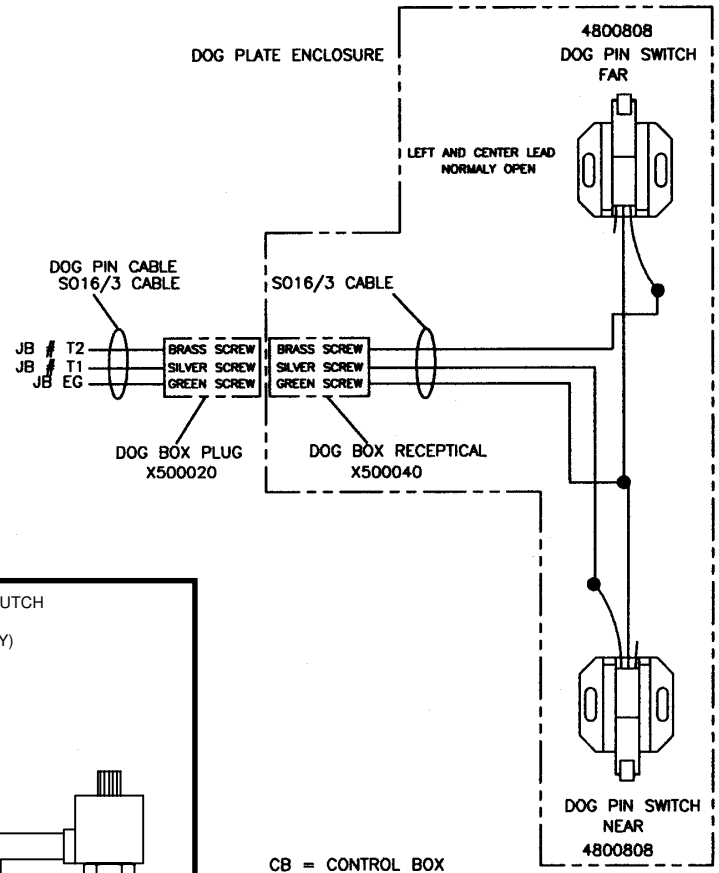 4800808
DOG PLATE ENCLOSURE
DOG PIN SWITCH
FAR
LEFT AND CENTER LEAD
NORMALY OPEN
DOG PIN CABLE
SO16/3 CABLE
SO16/3 CABLE
JB # T2
JB # T1
JB EG
BRASS SCREW
SILVER SCREW
GREEN SCREW
BRASS SCREW
SILVER SCREW
GREEN SCREW
DOG BOX PLUG
X500020
DOG BOX RECEPTICAL
X500040
UTCH
Y)
DOG PIN SWITCH
NEAR
4800808
CB = CONTROL BOX